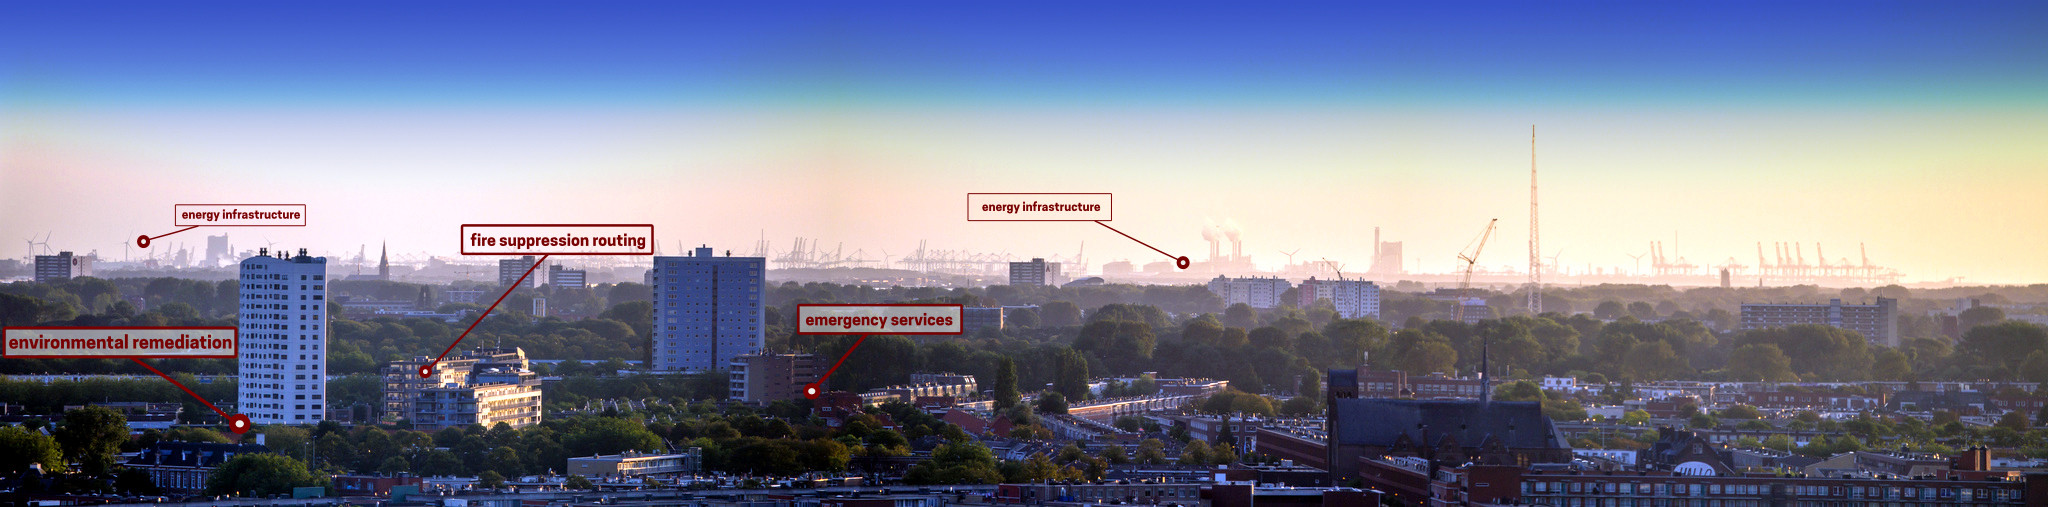 energy infrastructure
fire suppression routing
energy infrastructure
emergency services
environmental remediation